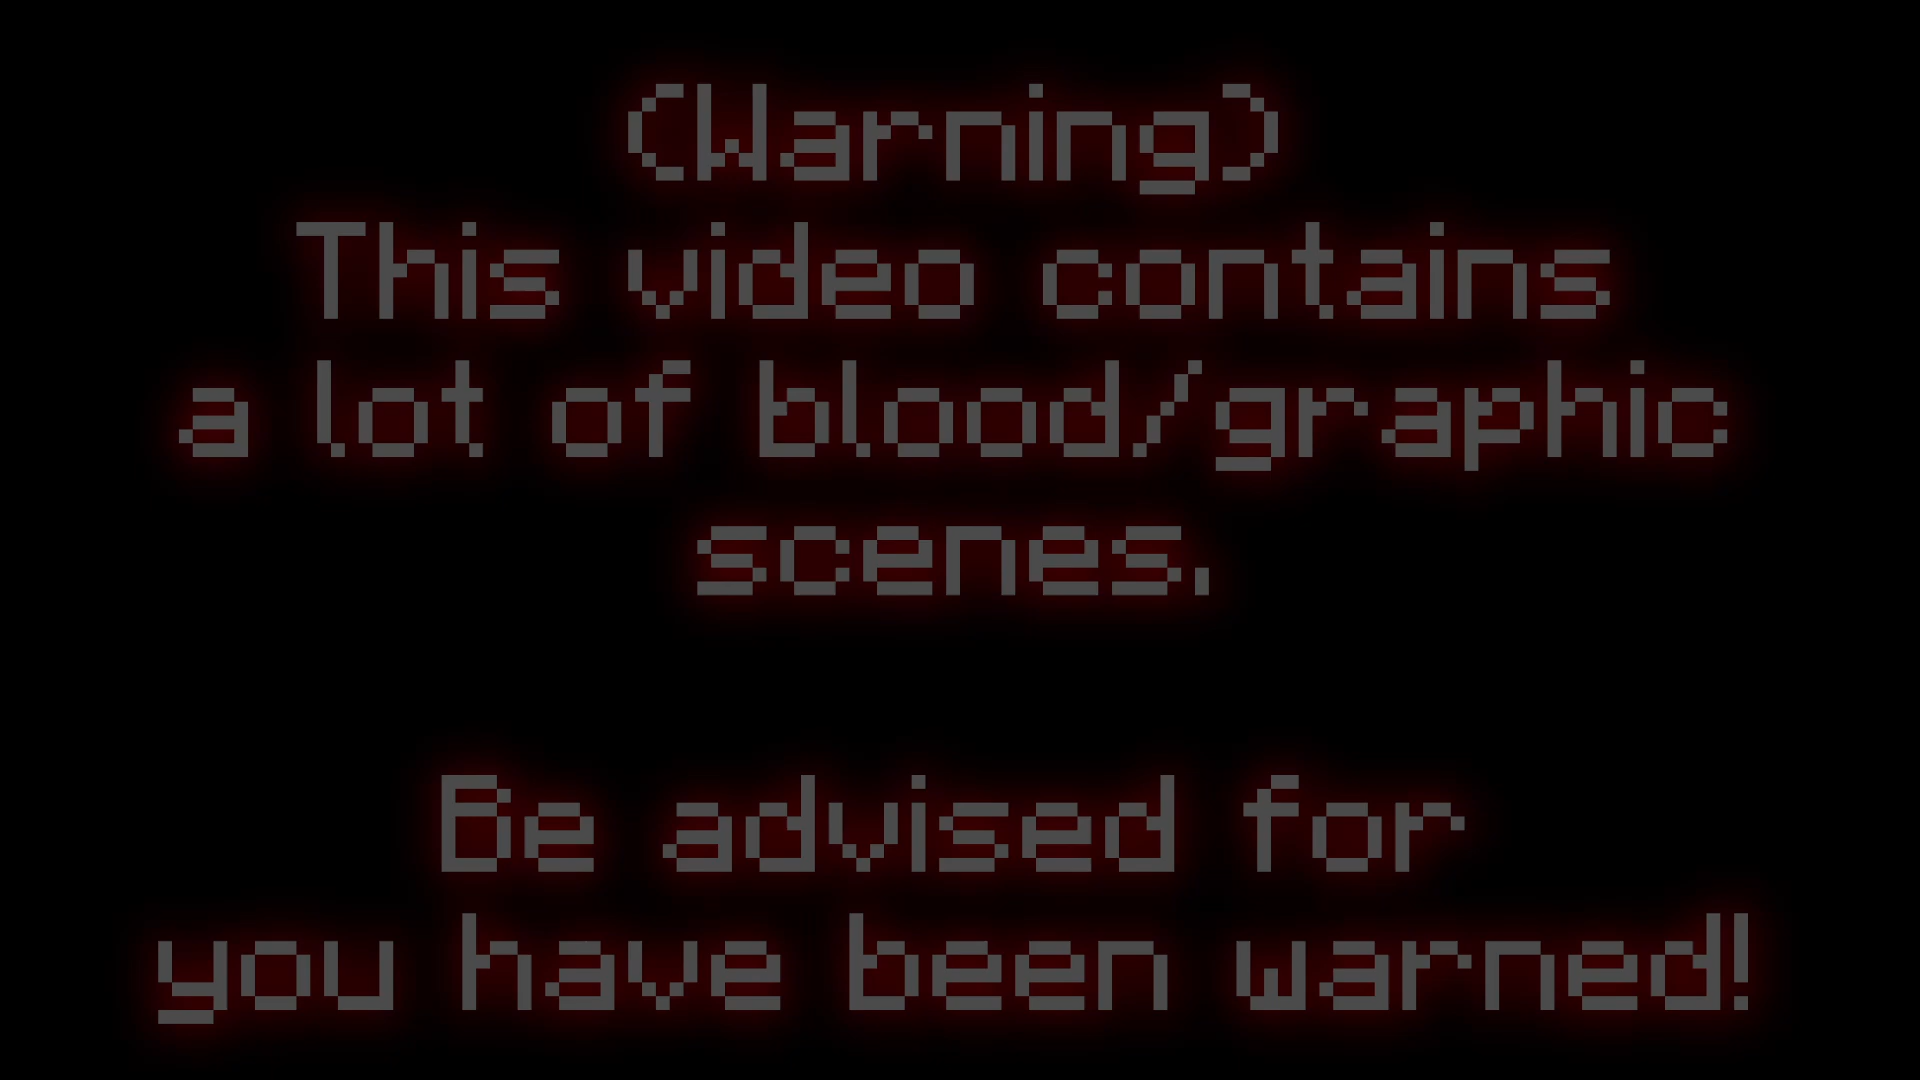 (Warning)
This video contains
a lot of blood/graphic
scenes.
Be advised for
you have been warned!